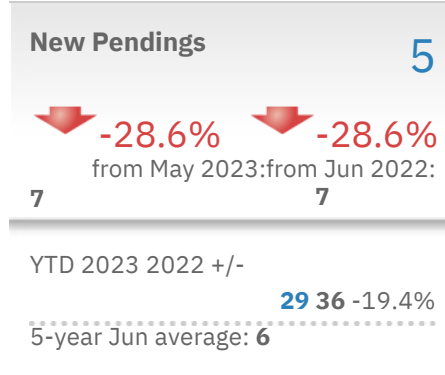 New Pendings 5
-28.6% -28.6%
from May 2023:from Jun 2022:
7 7
YTD 2023 2022 +/-
29 36 -19.4%
5-year Jun average: 6